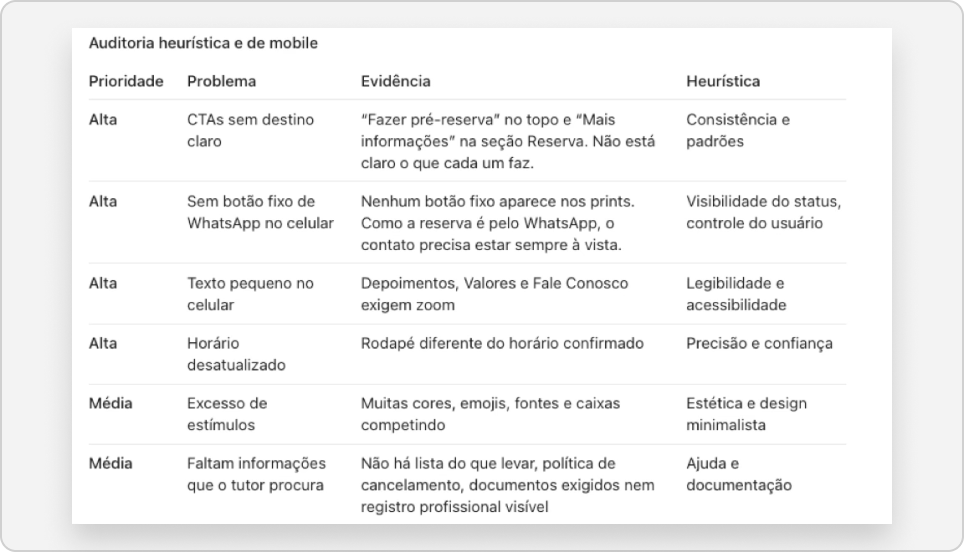 Auditoria heurística e de mobile
Prioridade Problema Evidência Heurística
Alta CTAs sem destino “Fazer pré-reserva” no topo e “Mais Consistência e
claro informações” na seção Reserva. Não está padrões
claro o que cada um faz.
Alta Sem botão fixo de Nenhum botão fixo aparece nos prints. Visibilidade do status,
WhatsApp no celular Como a reserva é pelo WhatsApp, o controle do usuário
contato precisa estar sempre à vista.
Alta Texto pequeno no Depoimentos, Valores e Fale Conosco Legibilidade e
celular exigem zoom acessibilidade
Alta Horário Rodapé diferente do horário confirmado Precisão e confiança
desatualizado
Média Excesso de Muitas cores, emojis, fontes e caixas Estética e design
estímulos competindo minimalista
Média Faltam informações Não há lista do que levar, política de Ajuda e
que o tutor procura cancelamento, documentos exigidos nem documentação
registro profissional visível